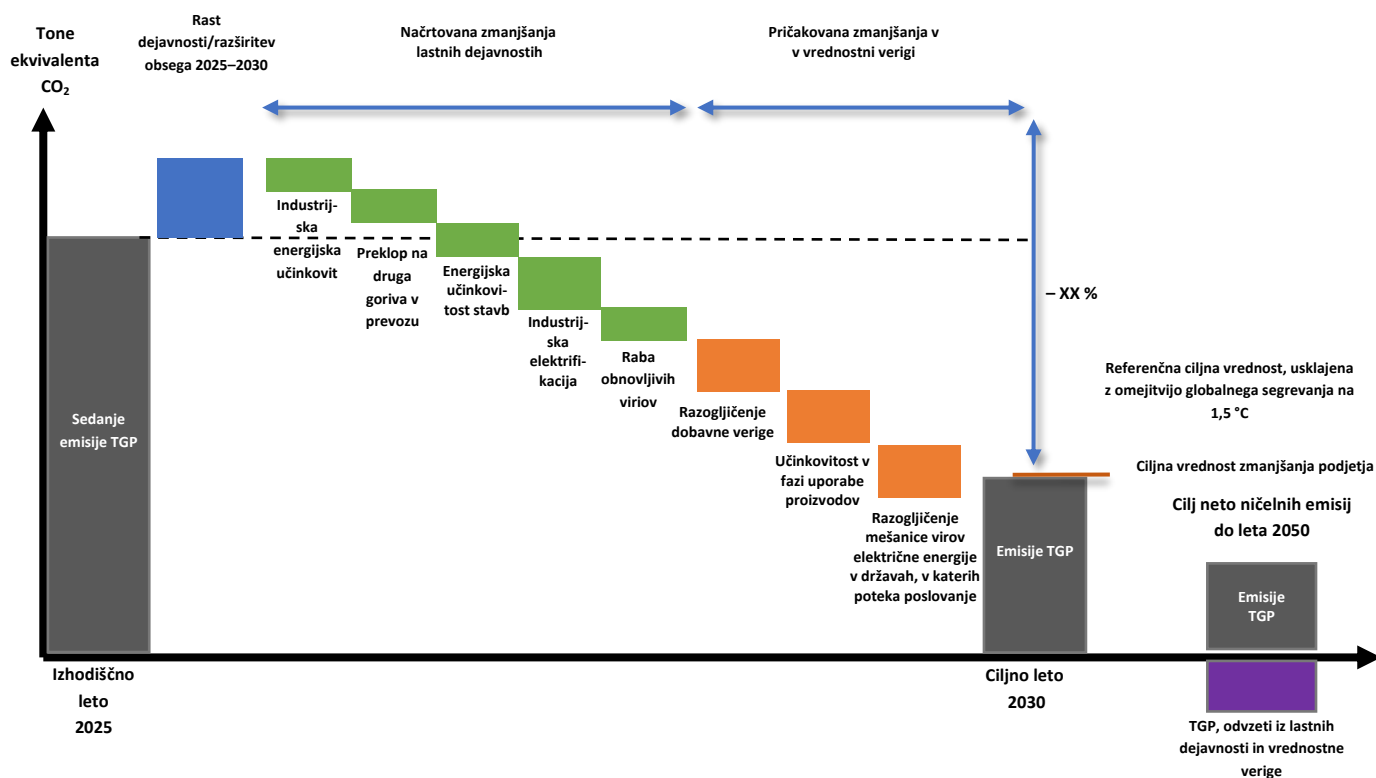 Tone
ekvivalenta
CO₂
Rast
dejavnosti/razširitev
obsega 2025–2030
Načrtovana zmanjšanja
lastnih dejavnostih
Pričakovana zmanjšanja v
v vrednostni verigi
Industrij-
ska
energijska
učinkovit
Preklop na
druga
goriva v
prevozu
Energijska
učinkovi-
tost stavb
Industrij-
ska
elektrifi-
kacija
Raba
obnovljivih
viriov
Razogljičenje
dobavne verige
Učinkovitost v
fazi uporabe
proizvodov
Razogljičenje
mešanice virov
električne energije
v državah, v katerih
poteka poslovanje
– XX %
Referenčna ciljna vrednost, usklajena
z omejitvijo globalnega segrevanja na
1,5 °C
Ciljna vrednost zmanjšanja podjetja
Cilj neto ničelnih emisij
do leta 2050
Sedanje
emisije TGP
Emisije TGP
Emisije
TGP
Izhodiščno
leto
2025
Ciljno leto
2030
TGP, odvzeti iz lastnih
dejavnosti in vrednostne
verige